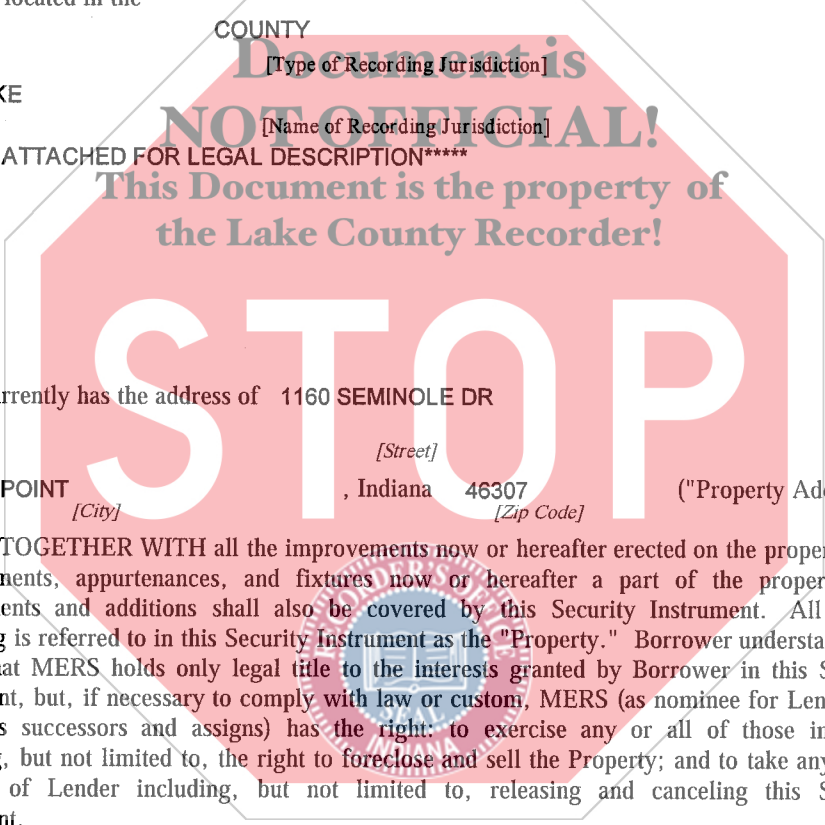 located in the
COUNTY
Document is
[Type of Recording Jurisdiction]
KE
NOT OFFICIAL!
[Name of Recording Jurisdiction]
ATTACHED FOR LEGAL DESCRIPTION*****
This Document is the property of
the Lake County Recorder!
STOP
rrently has the address of 1160 SEMINOLE DR
[Street]
POINT , Indiana 46307 ("Property Add
[City] [Zip Code]
TOGETHER WITH all the improvements now or hereafter erected on the proper
nents, appurtenances, and fixtures now or hereafter a part of the proper
ents and additions shall also be covered by this Security Instrument. All
g is referred to in this Security Instrument as the "Property." Borrower understa
at MERS holds only legal title to the interests granted by Borrower in this S
nt, but, if necessary to comply with law or custom, MERS (as nominee for Len
s successors and assigns) has the right: to exercise any or all of those in
, but not limited to, the right to foreclose and sell the Property; and to take any
of Lender including, but not limited to, releasing and canceling this S
nt.
SEAL
INDIANA